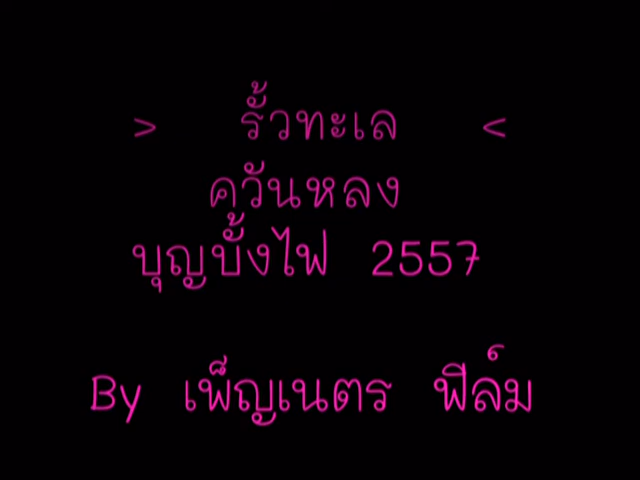 > รั้วทะเล <
ควันหลง
บุญบั้งไฟ 2557
By เพ็ญเนตร ฟิล์ม